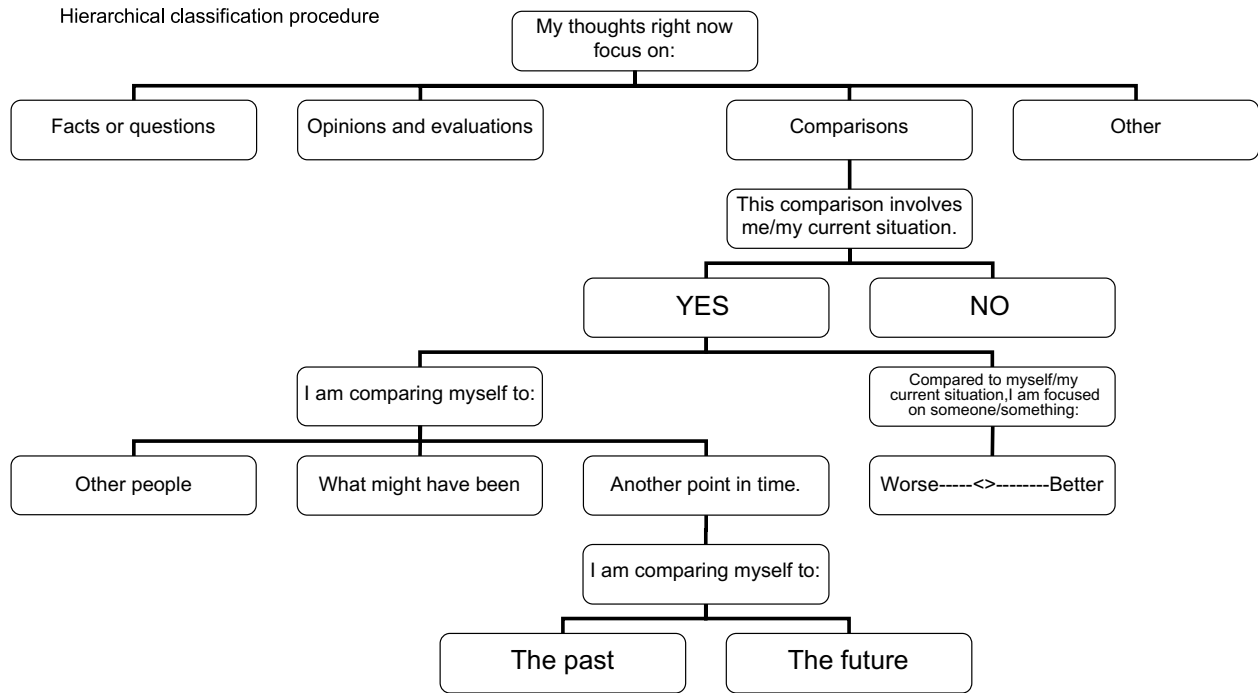 Hierarchical classification procedure
My thoughts right now
focus on:
Facts or questions
Opinions and evaluations
Comparisons
Other
This comparison involves
me/my current situation.
YES
NO
I am comparing myself to:
Compared to myself/my
current situation,I am focused
on someone/something:
Other people
What might have been
Another point in time.
Worse-----<>--------Better
I am comparing myself to:
The past
The future